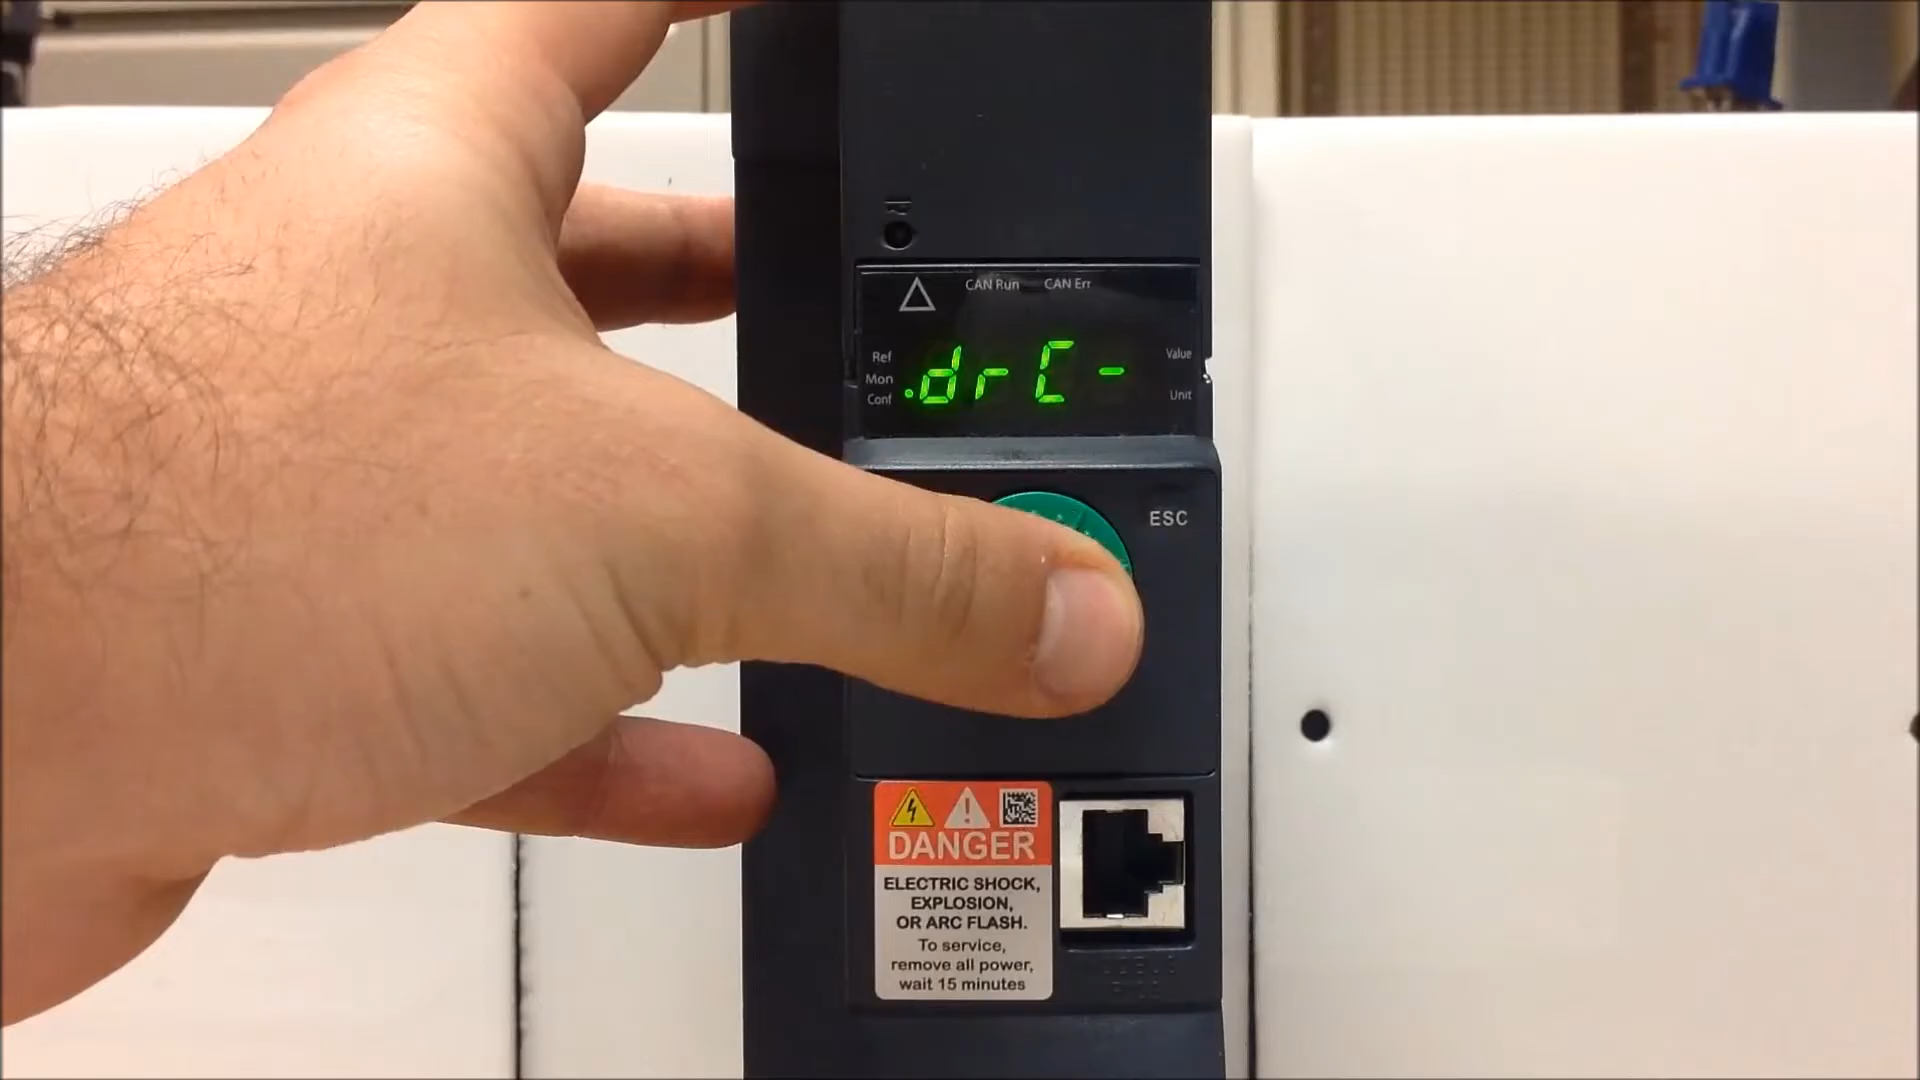 CAN Run CAN Err
Ref
Mon
Conf
.drC-
Value
Unit
ESC
DANGER
ELECTRIC SHOCK,
EXPLOSION,
OR ARC FLASH.
To service,
remove all power,
wait 15 minutes